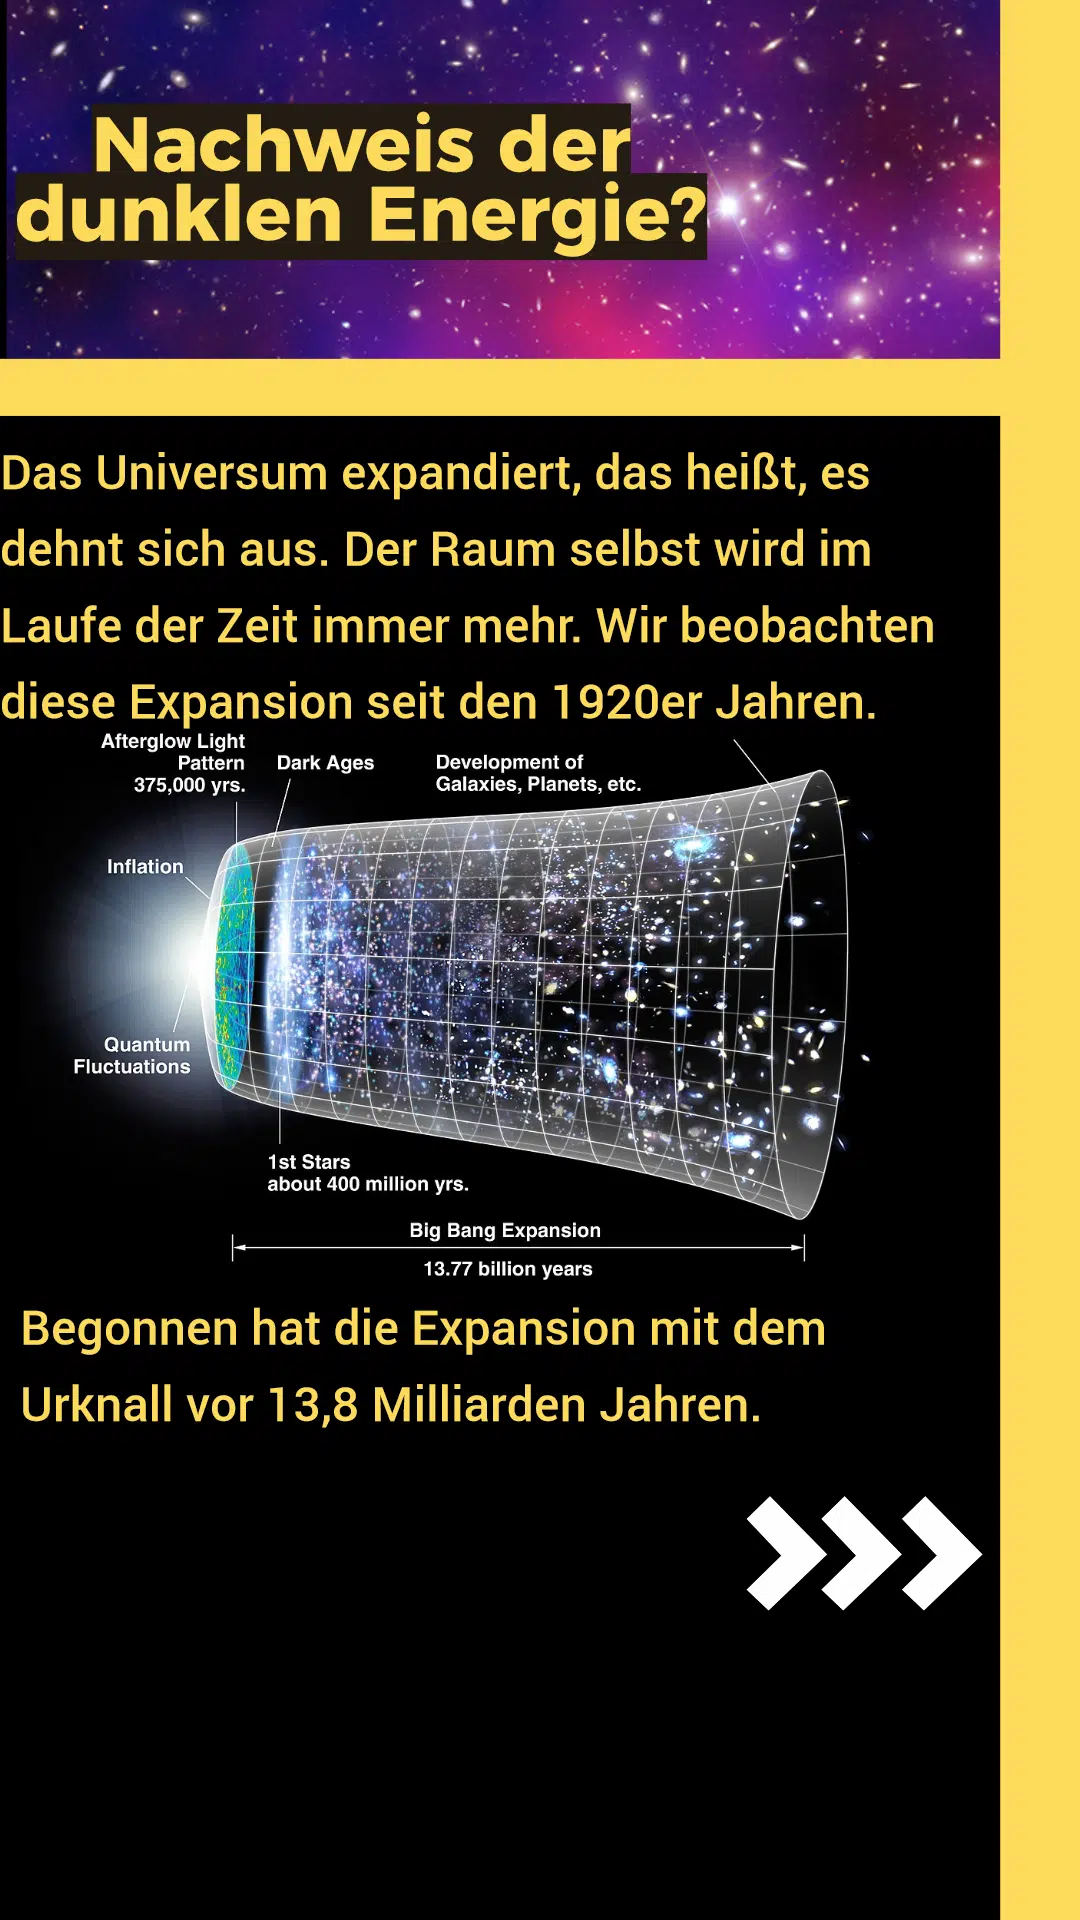 Nachweis der
dunklen Energie?
Das Universum expandiert, das heißt, es
dehnt sich aus. Der Raum selbst wird im
Laufe der Zeit immer mehr. Wir beobachten
diese Expansion seit den 1920er Jahren.
Afterglow Light
Pattern
375,000 yrs.
Dark Ages
Development of
Galaxies, Planets, etc.
Inflation
Quantum
Fluctuations
1st Stars
about 400 million yrs.
Big Bang Expansion
13.77 billion years
Begonnen hat die Expansion mit dem
Urknall vor 13,8 Milliarden Jahren.